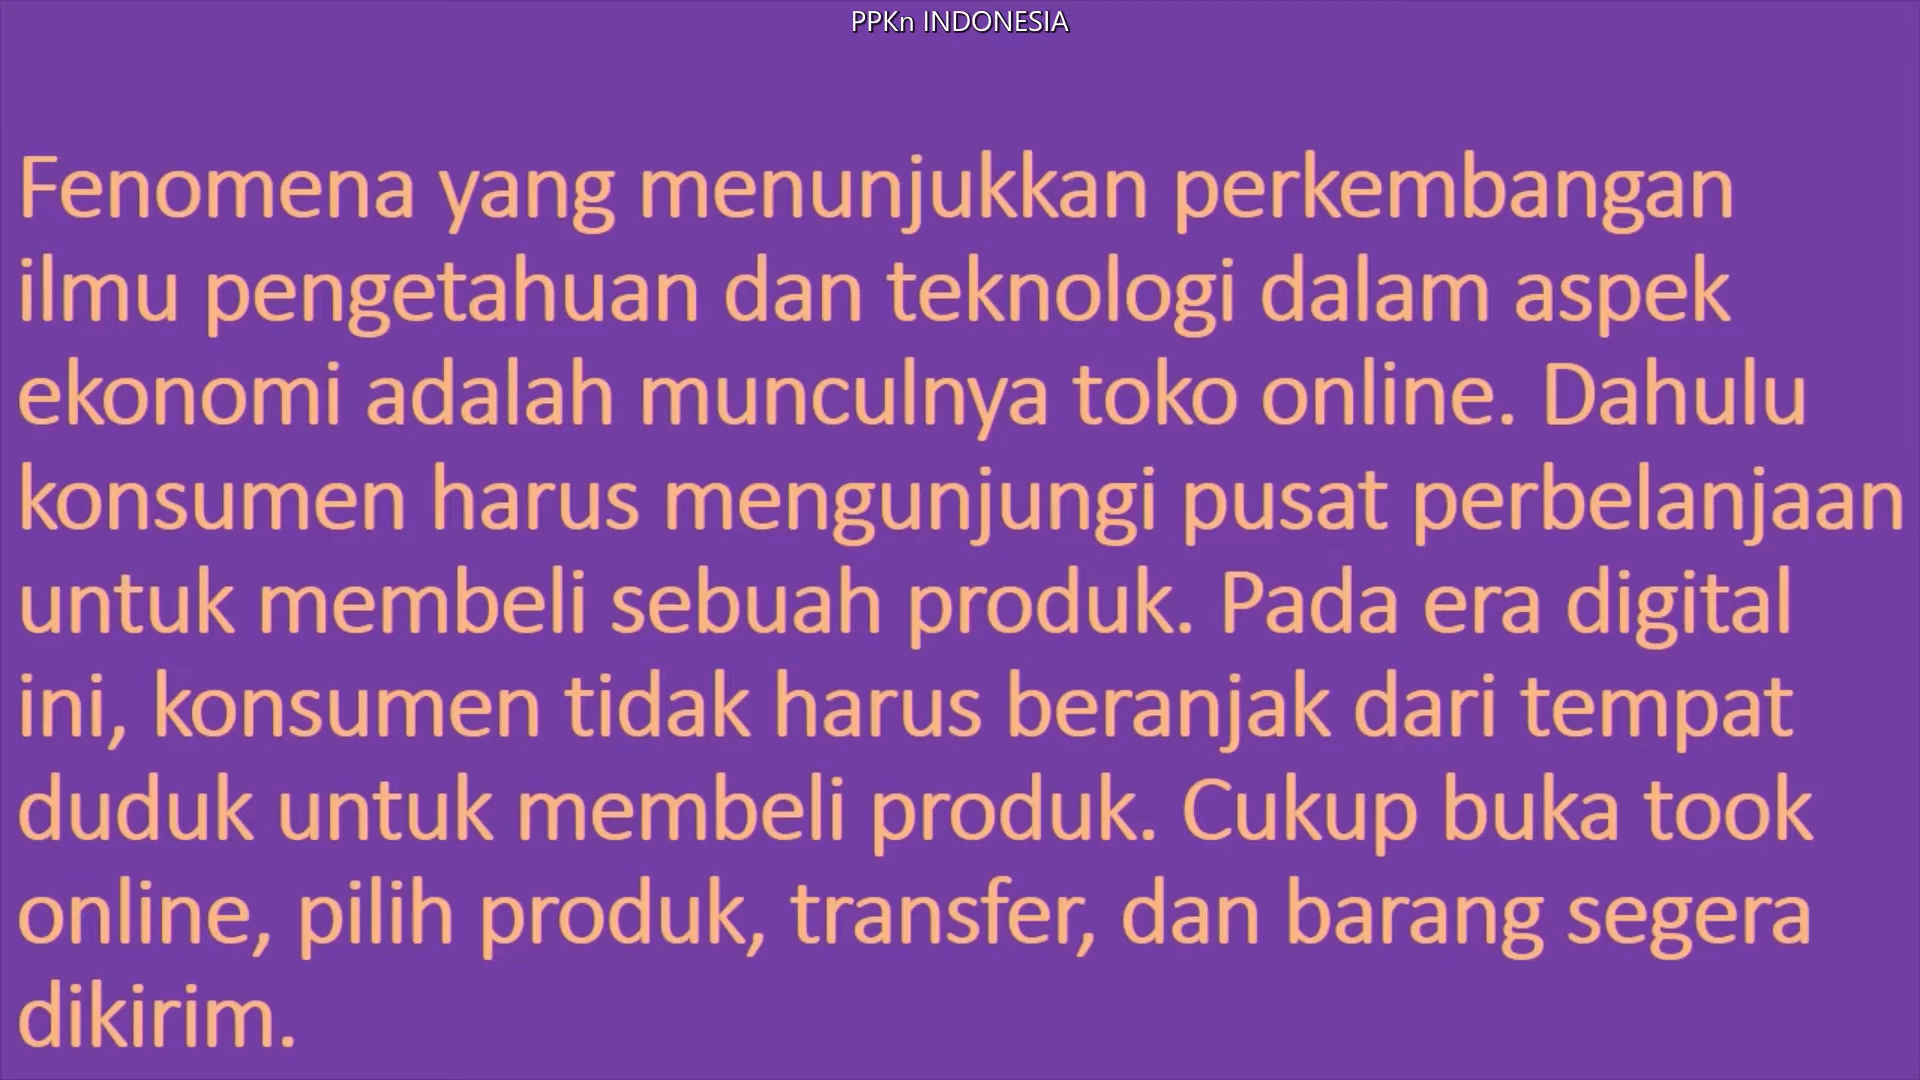 PPKn INDONESIA
Fenomena yang menunjukkan perkembangan
ilmu pengetahuan dan teknologi dalam aspek
ekonomi adalah munculnya toko online. Dahulu
konsumen harus mengunjungi pusat perbelanjaan
untuk membeli sebuah produk. Pada era digital
ini, konsumen tidak harus beranjak dari tempat
duduk untuk membeli produk. Cukup buka took
online, pilih produk, transfer, dan barang segera
dikirim.